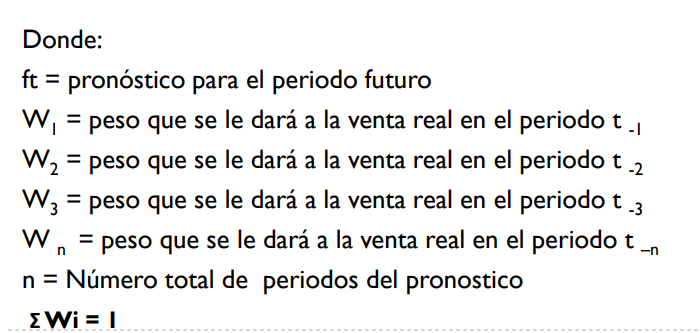 Donde:
ft = pronóstico para el periodo futuro
W₁ = peso que se le dará a la venta real en el periodo t ₋₁
W₂ = peso que se le dará a la venta real en el periodo t ₋₂
W₃ = peso que se le dará a la venta real en el periodo t ₋₃
W ₙ = peso que se le dará a la venta real en el periodo t ₋ₙ
n = Número total de periodos del pronostico
Σ Wi = 1